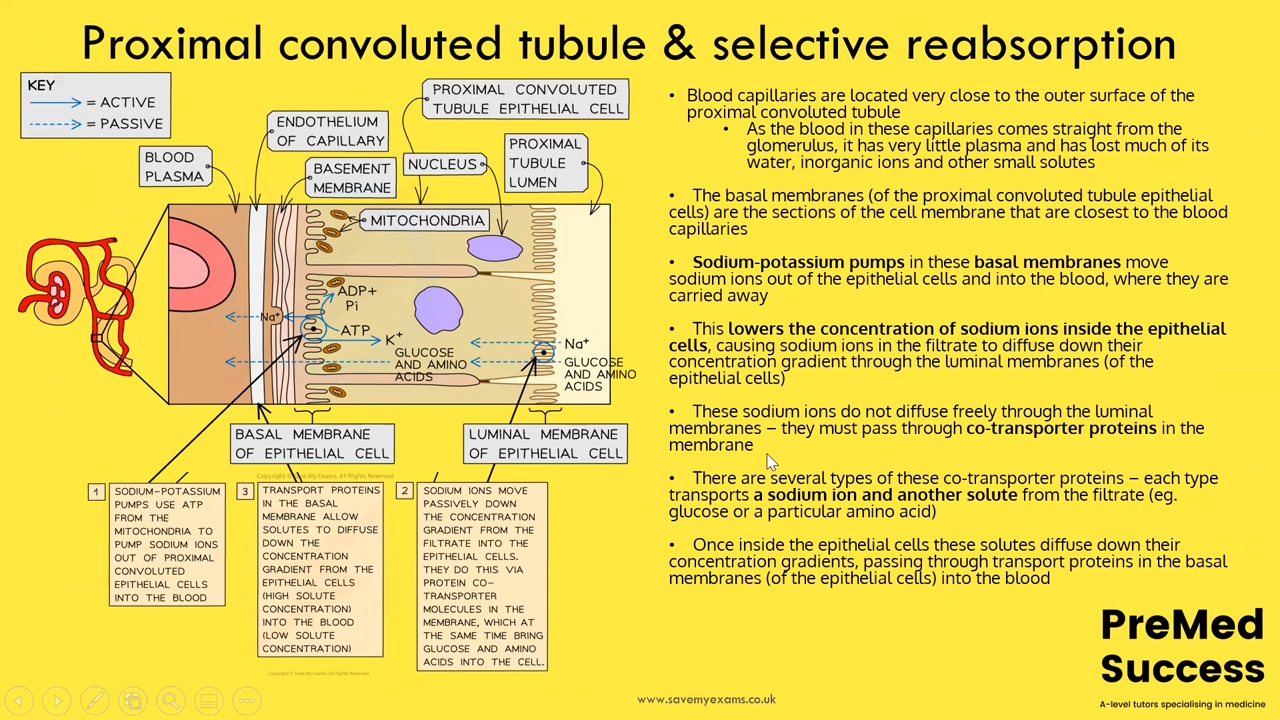 Proximal convoluted tubule & selective reabsorption
KEY
= ACTIVE
= PASSIVE
BLOOD
PLASMA
ENDOTHELIUM
OF CAPILLARY
BASEMENT
MEMBRANE
PROXIMAL CONVOLUTED
TUBULE EPITHELIAL CELL
NUCLEUS
PROXIMAL
TUBULE
LUMEN
MITOCHONDRIA
ADP+
Pi
Na⁺
ATP
K⁺
GLUCOSE
AND AMINO
ACIDS
Na⁺
GLUCOSE
AND AMINO
ACIDS
BASAL MEMBRANE
OF EPITHELIAL CELL
LUMINAL MEMBRANE
OF EPITHELIAL CELL
Copyright © Save My Exams. All Rights Reserved
1
SODIUM-POTASSIUM
PUMPS USE ATP
FROM THE
MITOCHONDRIA TO
PUMP SODIUM IONS
OUT OF PROXIMAL
CONVOLUTED
EPITHELIAL CELLS
INTO THE BLOOD
3
TRANSPORT PROTEINS
IN THE BASAL
MEMBRANE ALLOW
SOLUTES TO DIFFUSE
DOWN THE
CONCENTRATION
GRADIENT FROM THE
EPITHELIAL CELLS
(HIGH SOLUTE
CONCENTRATION)
INTO THE BLOOD
(LOW SOLUTE
CONCENTRATION)
2
SODIUM IONS MOVE
PASSIVELY DOWN
THE CONCENTRATION
GRADIENT FROM THE
FILTRATE INTO THE
EPITHELIAL CELLS.
THEY DO THIS VIA
PROTEIN CO-
TRANSPORTER
MOLECULES IN THE
MEMBRANE, WHICH AT
THE SAME TIME BRING
GLUCOSE AND AMINO
ACIDS INTO THE CELL.
Copyright © Save My Exams. All Rights Reserved
• Blood capillaries are located very close to the outer surface of the
proximal convoluted tubule
• As the blood in these capillaries comes straight from the
glomerulus, it has very little plasma and has lost much of its
water, inorganic ions and other small solutes
• The basal membranes (of the proximal convoluted tubule epithelial
cells) are the sections of the cell membrane that are closest to the blood
capillaries
• Sodium-potassium pumps in these basal membranes move
sodium ions out of the epithelial cells and into the blood, where they are
carried away
• This lowers the concentration of sodium ions inside the epithelial
cells, causing sodium ions in the filtrate to diffuse down their
concentration gradient through the luminal membranes (of the
epithelial cells)
• These sodium ions do not diffuse freely through the luminal
membranes – they must pass through co-transporter proteins in the
membrane
• There are several types of these co-transporter proteins – each type
transports a sodium ion and another solute from the filtrate (eg.
glucose or a particular amino acid)
• Once inside the epithelial cells these solutes diffuse down their
concentration gradients, passing through transport proteins in the basal
membranes (of the epithelial cells) into the blood
PreMed
Success
A-level tutors specialising in medicine
www.savemyexams.co.uk